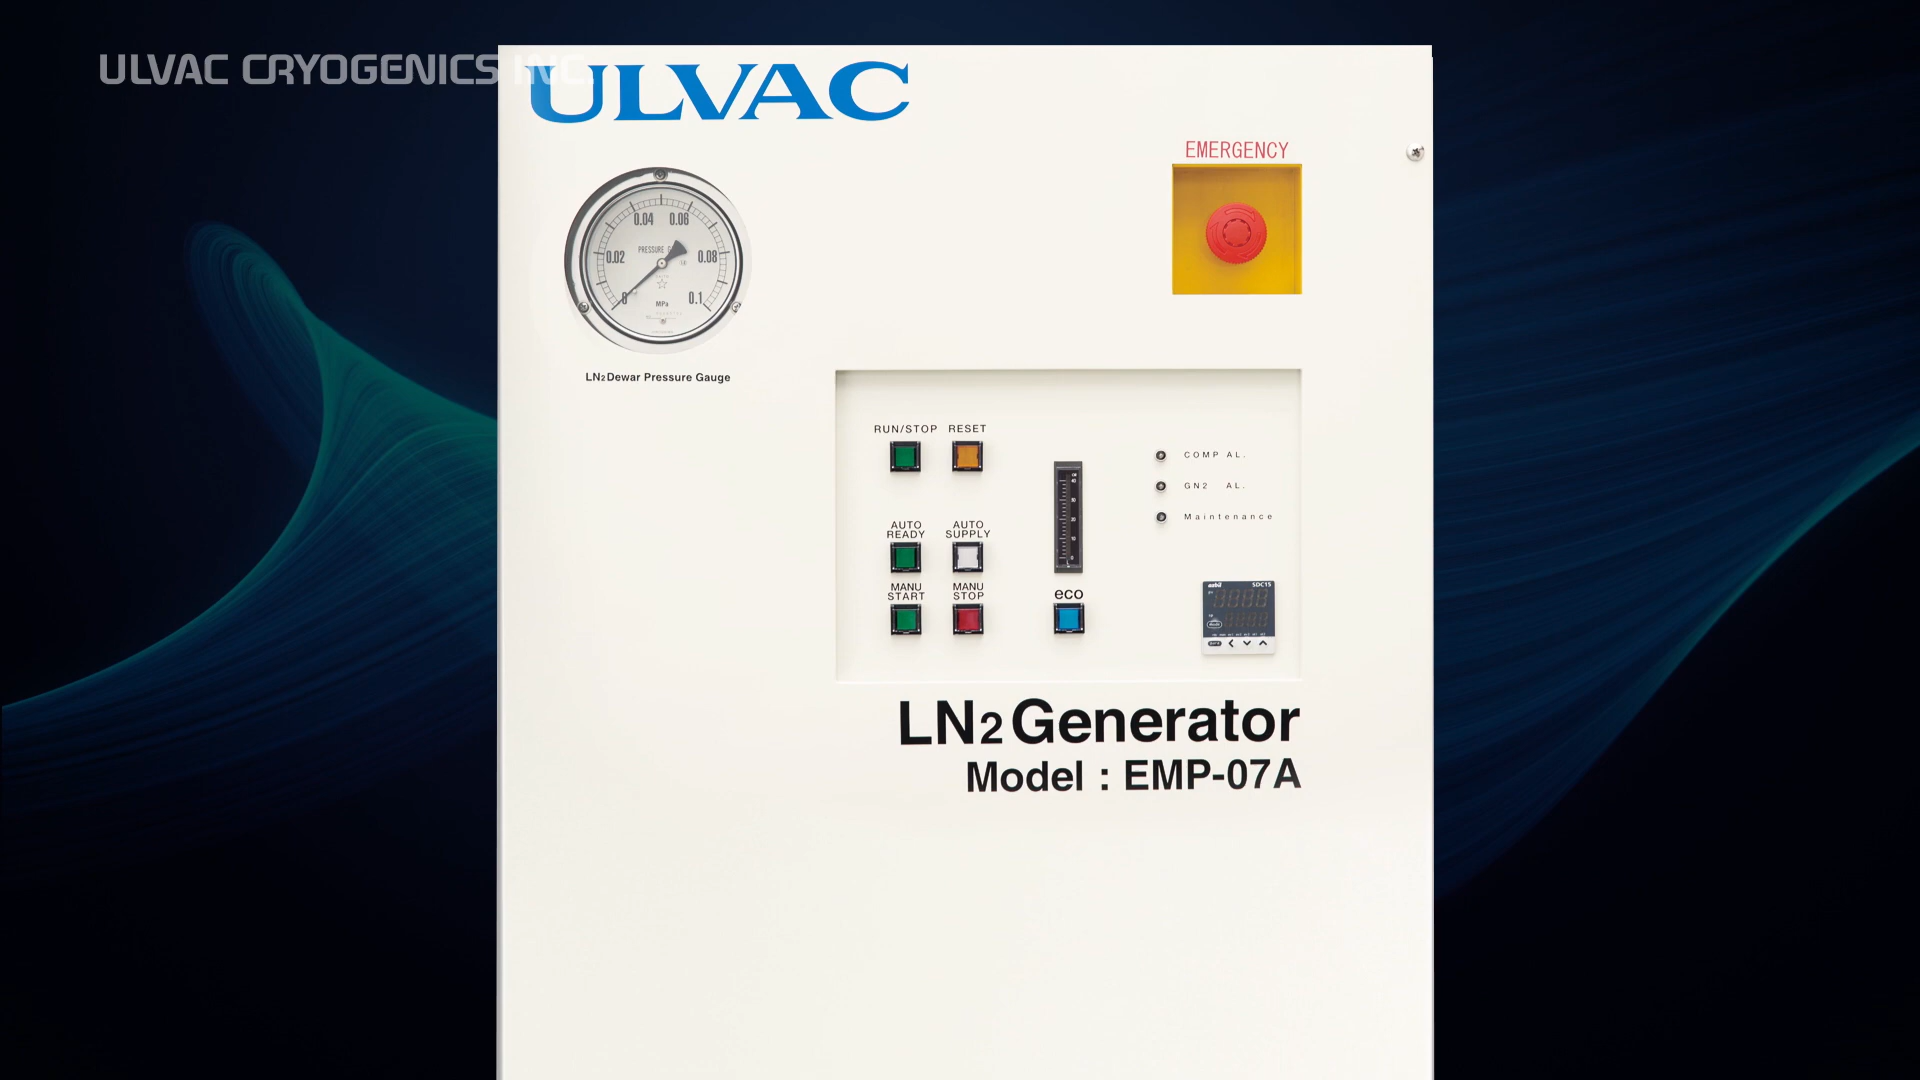 ULVAC CRYOGENICS INC.
ULVAC
EMERGENCY
0.04 0.06
PRESSURE
0.02 0.08
0 0.1
MPa
LN2 Dewar Pressure Gauge
RUN/STOP RESET
COMP AL.
GN2 AL.
Maintenance
AUTO READY
AUTO SUPPLY
MANU START
MANU STOP
eco
azbil SDC15
LN2 Generator
Model : EMP-07A